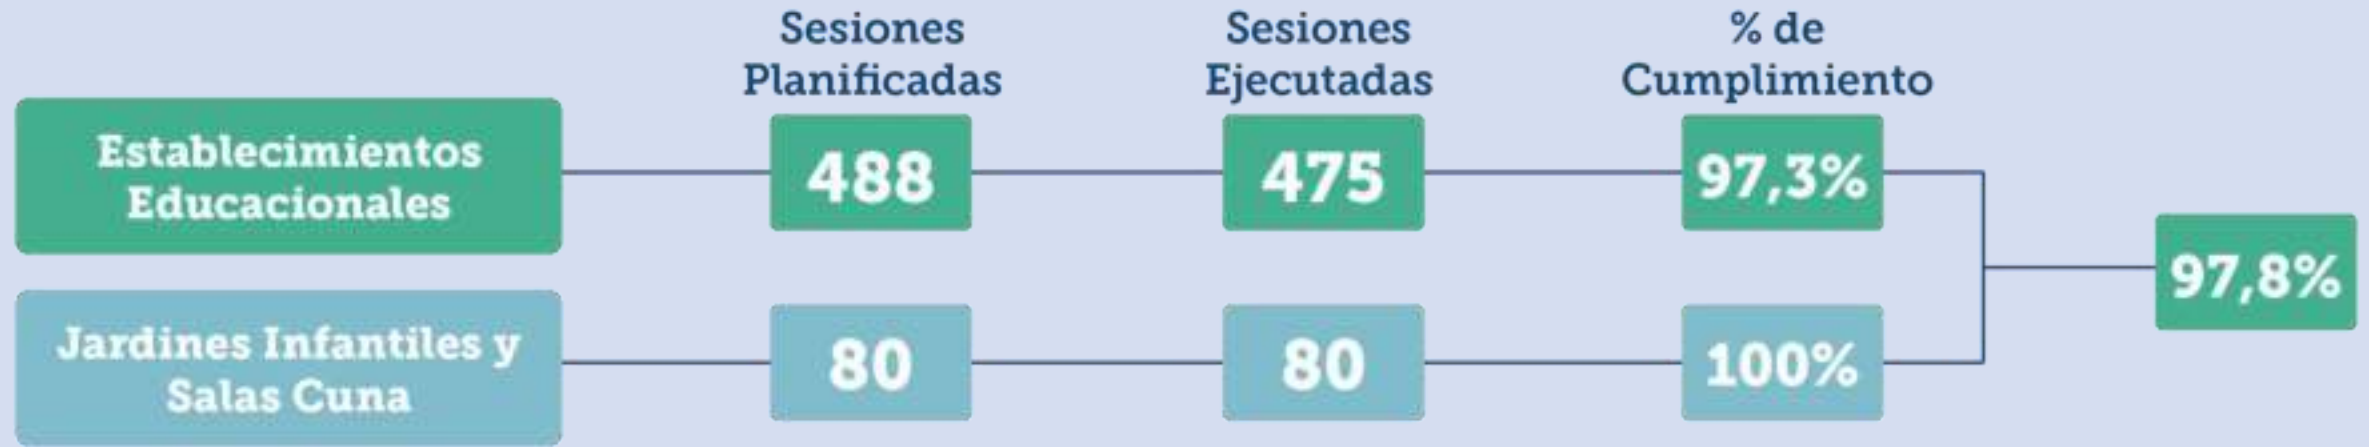 Sesiones
Planificadas
Sesiones
Ejecutadas
% de
Cumplimiento
Establecimientos
Educacionales
488
475
97,3%
97,8%
Jardines Infantiles y
Salas Cuna
80
80
100%